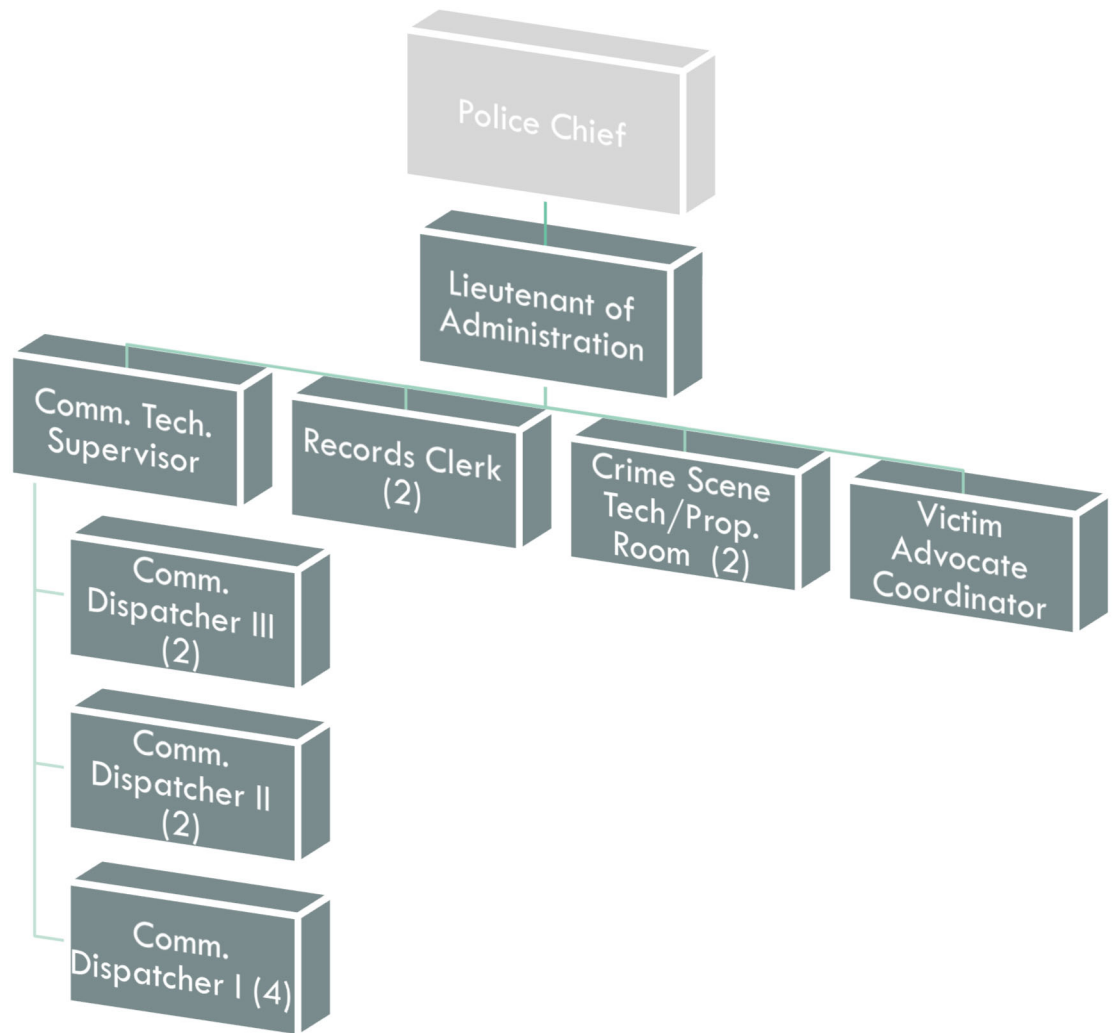 Police Chief
Lieutenant of
Administration
Comm. Tech.
Supervisor
Records Clerk
(2)
Crime Scene
Tech/Prop.
Room (2)
Victim
Advocate
Coordinator
Comm.
Dispatcher III
(2)
Comm.
Dispatcher II
(2)
Comm.
Dispatcher I (4)